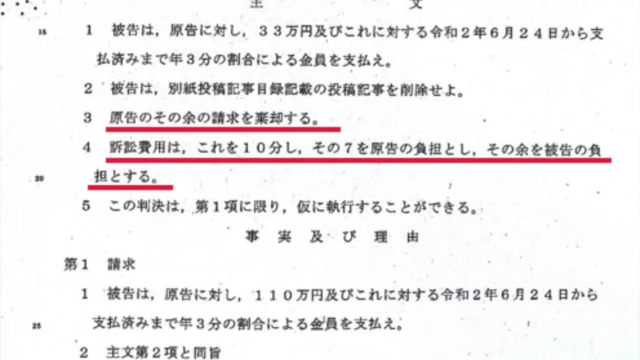 主 文
15 1 被告は，原告に対し，３３万円及びこれに対する令和２年６月２４日から支
払済みまで年３分の割合による金員を支払え。
2 被告は，別紙投稿記事目録記載の投稿記事を削除せよ。
3 原告のその余の請求を棄却する。
4 訴訟費用は，これを１０分し，その７を原告の負担とし，その余を被告の負
20 担とする。
5 この判決は，第１項に限り，仮に執行することができる。
事 実 及 び 理 由
第１ 請求
1 被告は，原告に対し，１１０万円及びこれに対する令和２年６月２４日から
25 支払済みまで年３分の割合による金員を支払え。
2 主文第２項と同旨